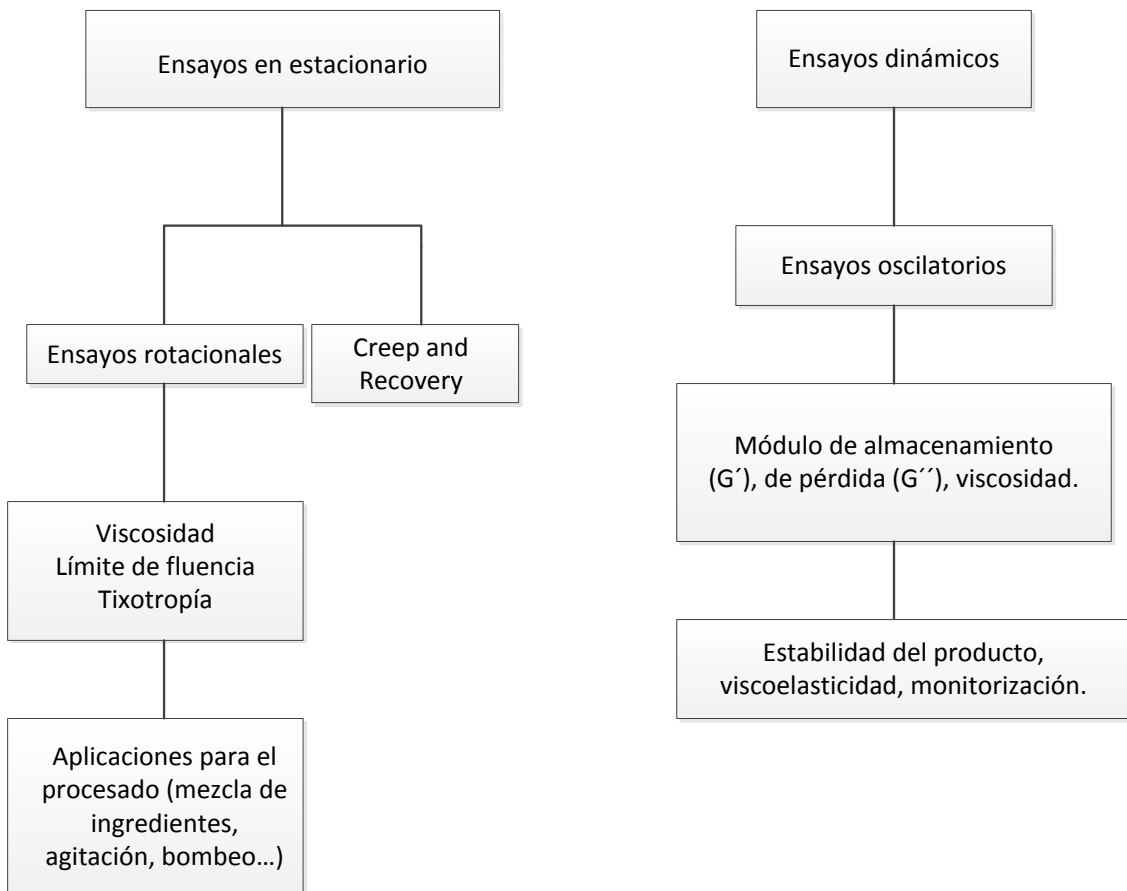 Ensayos en estacionario
Ensayos rotacionales
Creep and
Recovery
Viscosidad
Límite de fluencia
Tixotropía
Aplicaciones para el
procesado (mezcla de
ingredientes,
agitación, bombeo…)
Ensayos dinámicos
Ensayos oscilatorios
Módulo de almacenamiento
(G´), de pérdida (G´´), viscosidad.
Estabilidad del producto,
viscoelasticidad, monitorización.